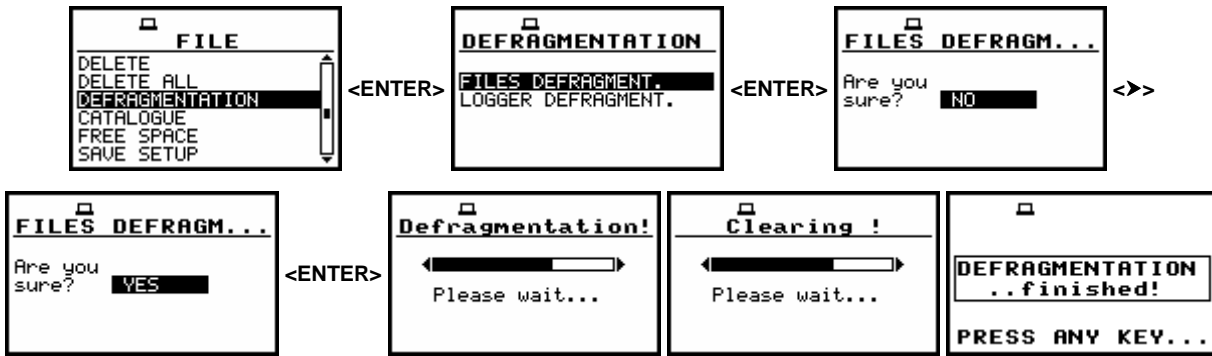 FILE
DELETE
DELETE ALL
DEFRAGMENTATION
CATALOGUE
FREE SPACE
SAVE SETUP
<ENTER>
DEFRAGMENTATION
FILES DEFRAGMENT.
LOGGER DEFRAGMENT.
<ENTER>
FILES DEFRAGM...
Are you
sure? NO
<➤>
FILES DEFRAGM...
Are you
sure? YES
<ENTER>
Defragmentation!
Please wait...
Clearing !
Please wait...
DEFRAGMENTATION
..finished!
PRESS ANY KEY...